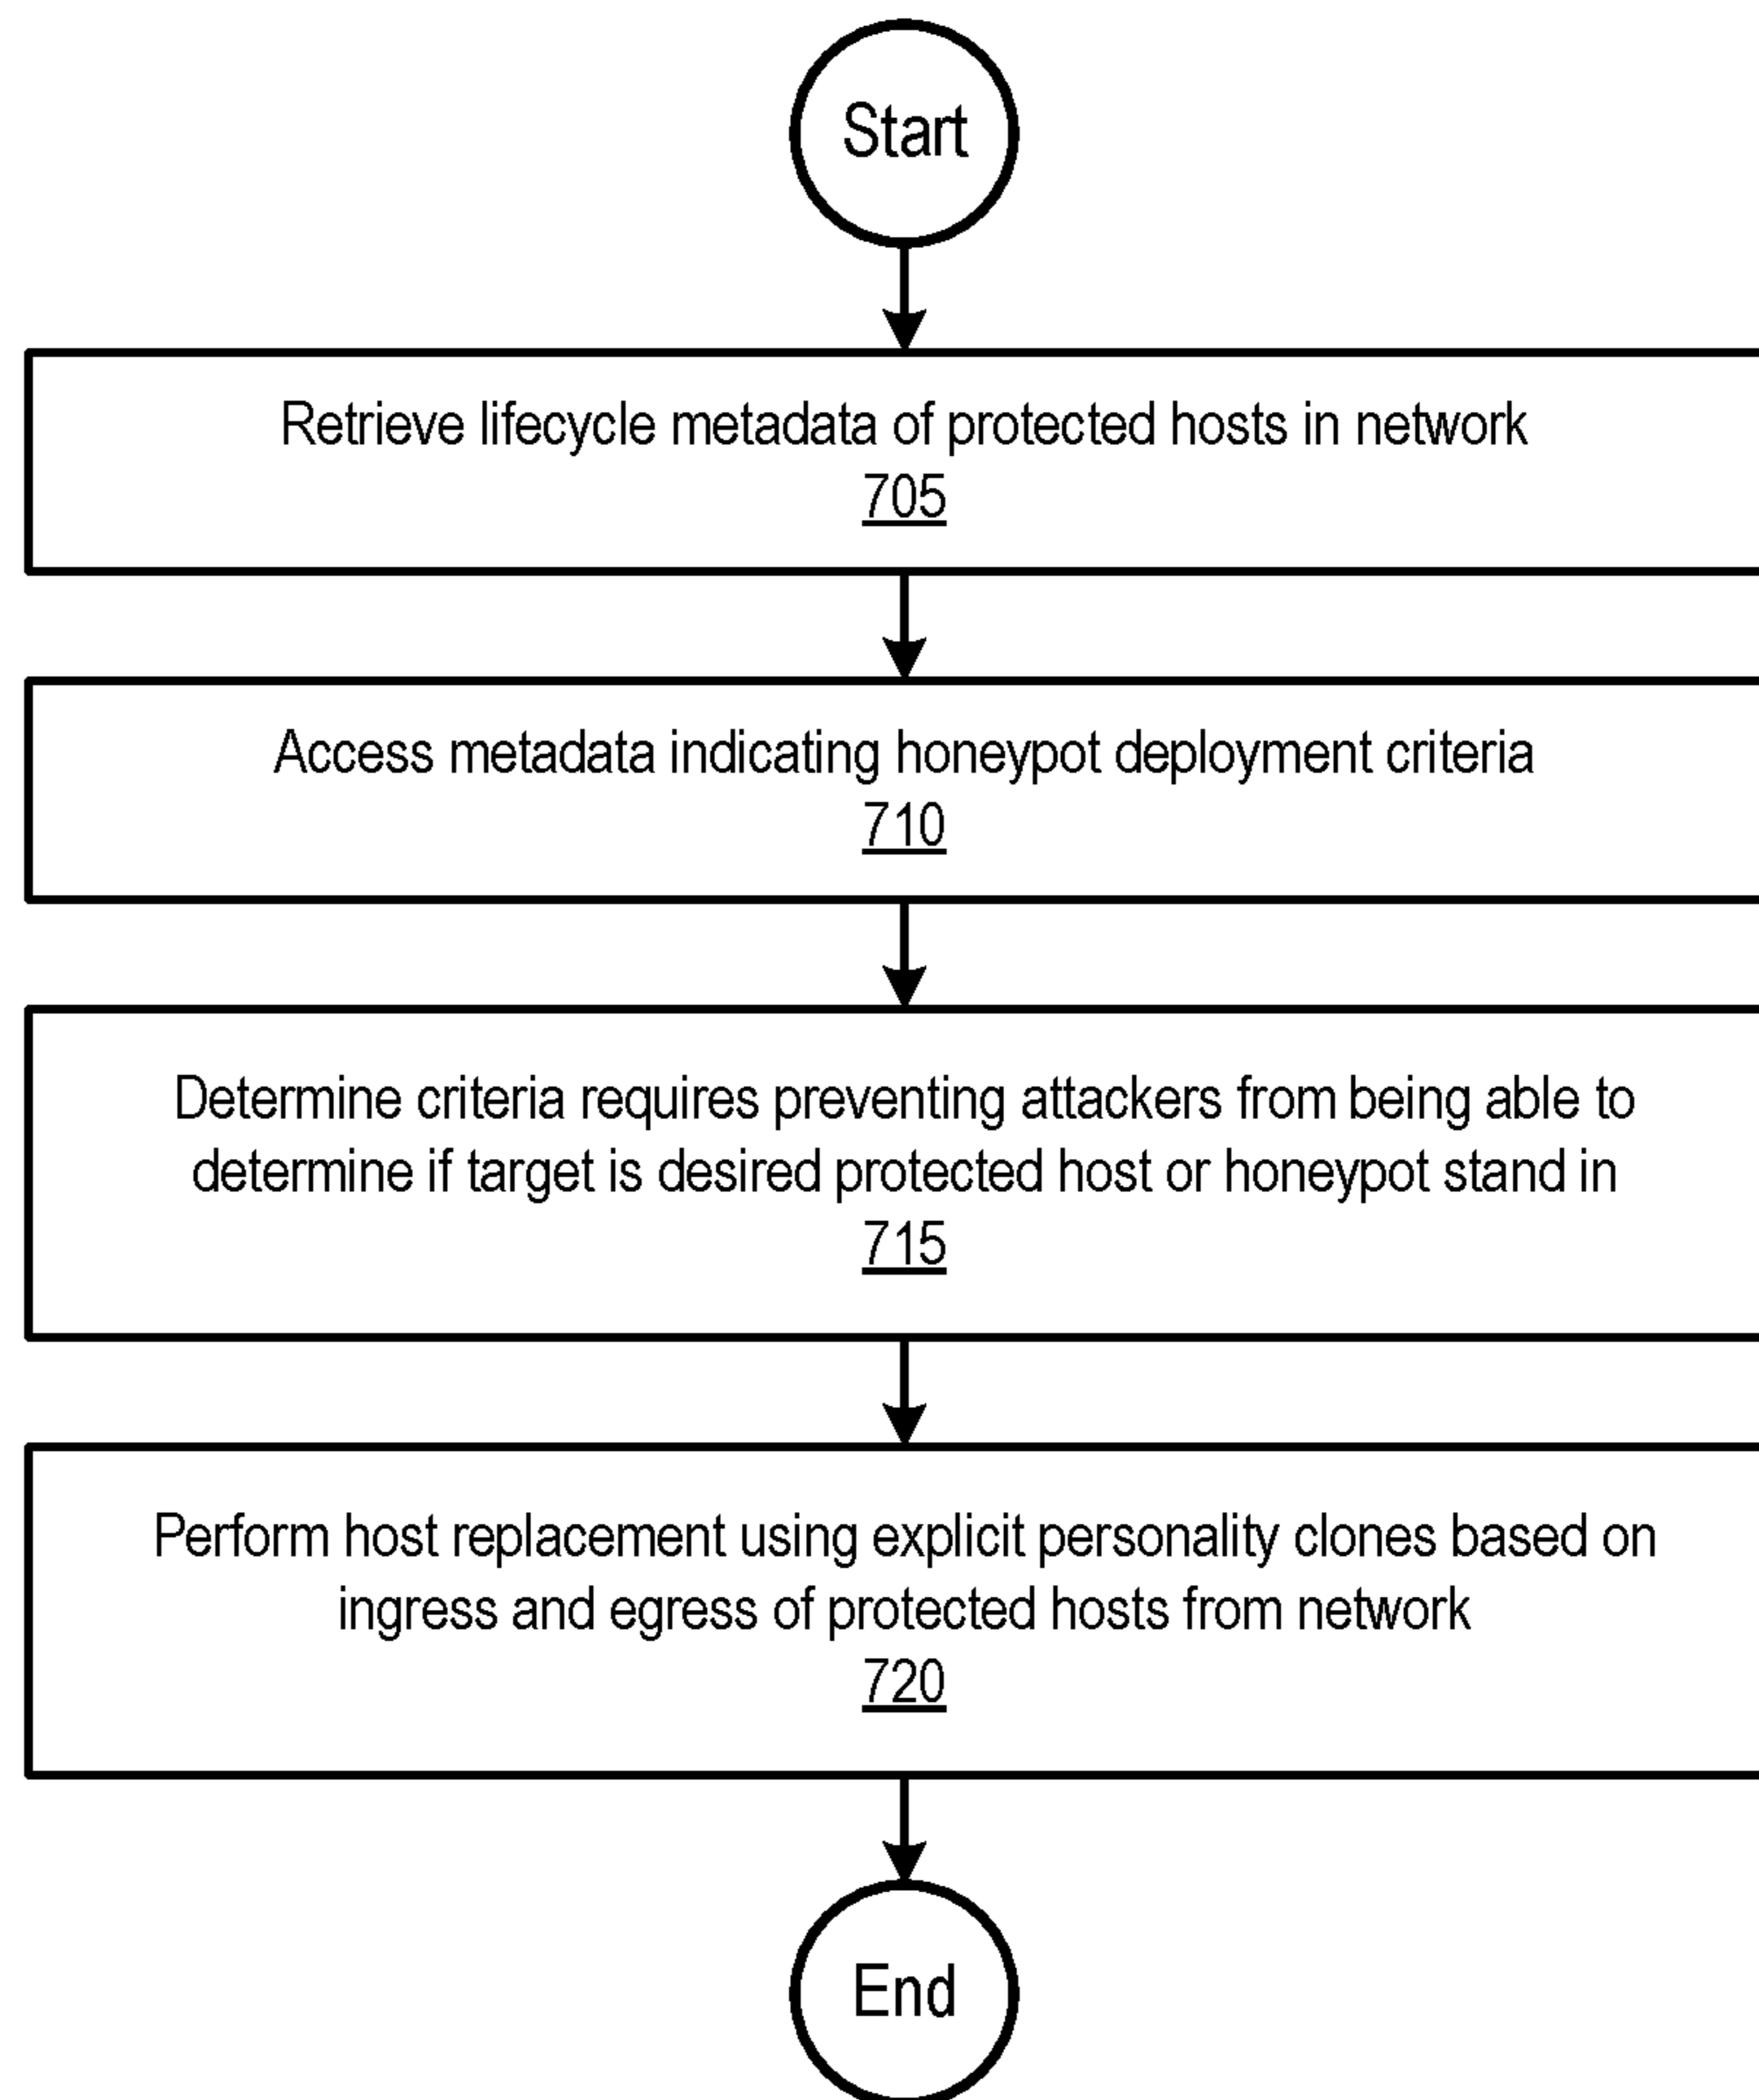 Start
Retrieve lifecycle metadata of protected hosts in network
705
Access metadata indicating honeypot deployment criteria
710
Determine criteria requires preventing attackers from being able to
determine if target is desired protected host or honeypot stand in
715
Perform host replacement using explicit personality clones based on
ingress and egress of protected hosts from network
720
End